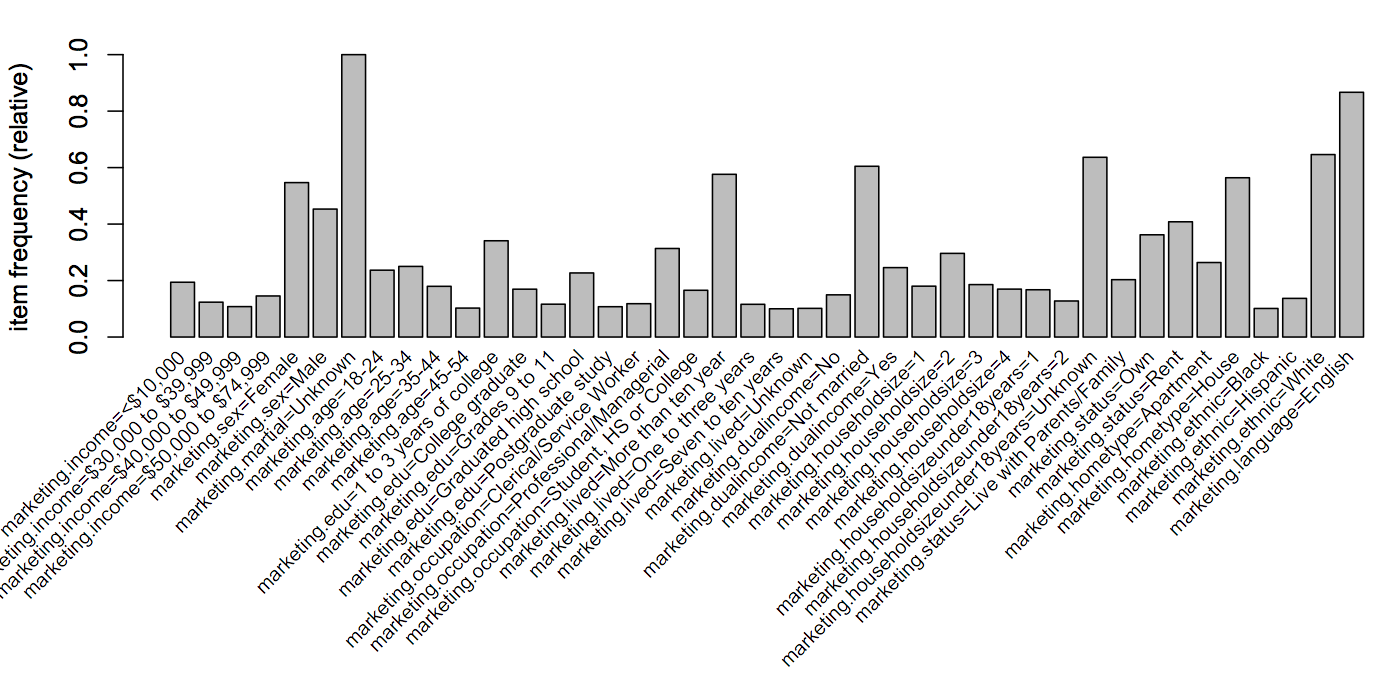 item frequency (relative)
1.0
0.8
0.6
0.4
0.2
0.0
marketing.income=<$10,000
keting.income=$30,000 to $39,999
marketing.income=$40,000 to $49,999
marketing.income=$50,000 to $74,999
marketing.sex=Female
marketing.sex=Male
marketing.martial=Unknown
marketing.age=18-24
marketing.age=25-34
marketing.age=35-44
marketing.age=45-54
marketing.edu=1 to 3 years of college
marketing.edu=College graduate
marketing.edu=Grades 9 to 11
marketing.edu=Graduated high school
marketing.edu=Postgraduate study
marketing.occupation=Clerical/Service Worker
marketing.occupation=Professional/Managerial
marketing.occupation=Student, HS or College
marketing.lived=More than ten year
marketing.lived=One to three years
marketing.lived=Seven to ten years
marketing.lived=Unknown
marketing.dualincome=No
marketing.dualincome=Not married
marketing.dualincome=Yes
marketing.householdsize=1
marketing.householdsize=2
marketing.householdsize=3
marketing.householdsize=4
marketing.householdsizeunder18years=1
marketing.householdsizeunder18years=2
marketing.householdsizeunder18years=Unknown
marketing.status=Live with Parents/Family
marketing.status=Own
marketing.status=Rent
marketing.hometype=Apartment
marketing.hometype=House
marketing.ethnic=Black
marketing.ethnic=Hispanic
marketing.ethnic=White
marketing.language=English